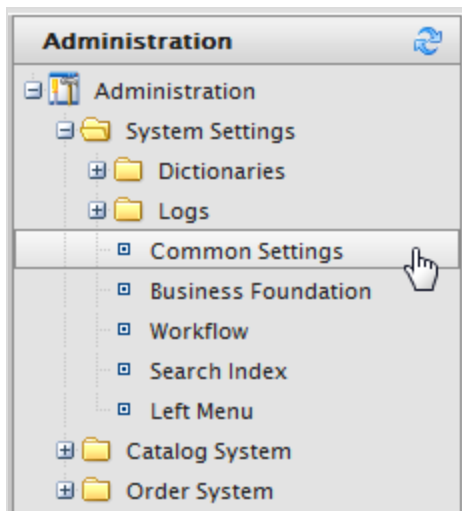 Administration
Administration
System Settings
Dictionaries
Logs
Common Settings
Business Foundation
Workflow
Search Index
Left Menu
Catalog System
Order System